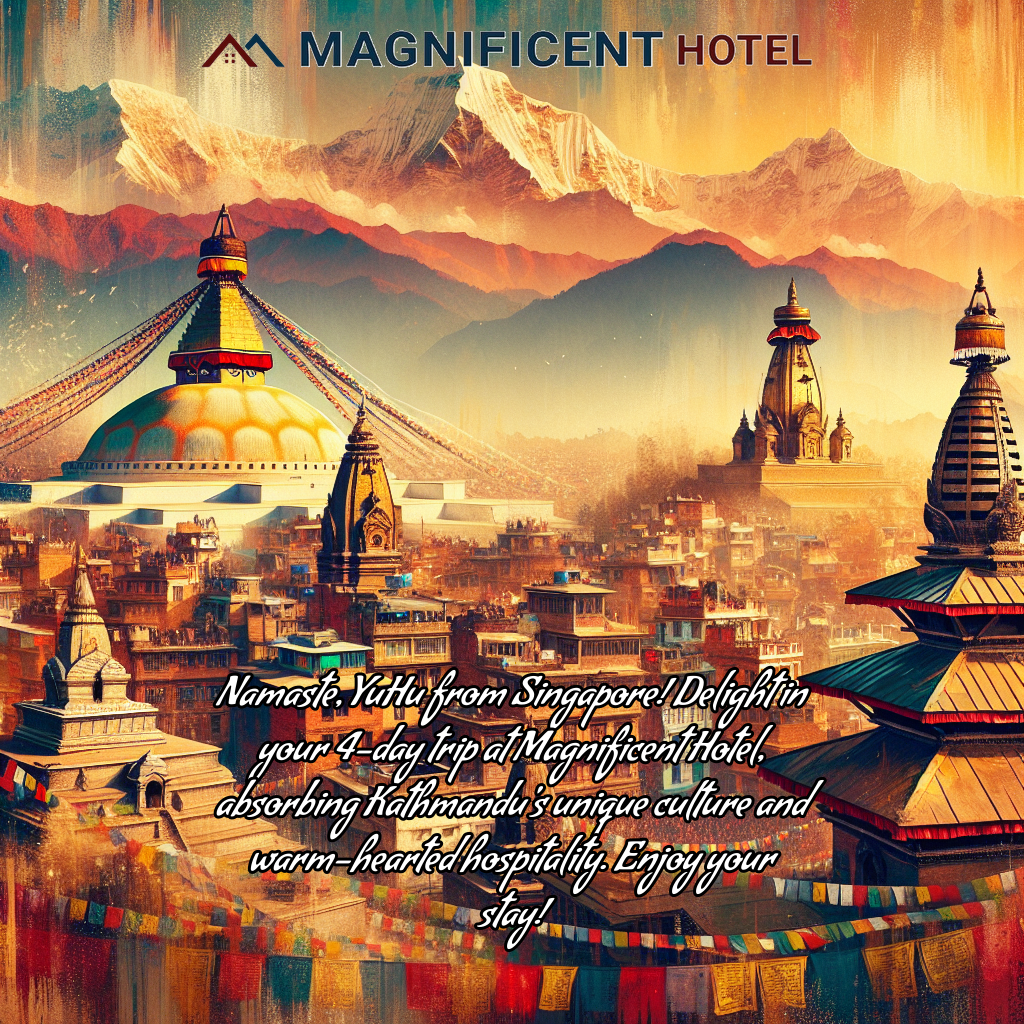 MAGNIFICENT HOTEL
Namaste, YuHu from Singapore! Delight in
your 4-day trip at Magnificent Hotel,
absorbing Kathmandu's unique culture and
warm-hearted hospitality. Enjoy your
stay!